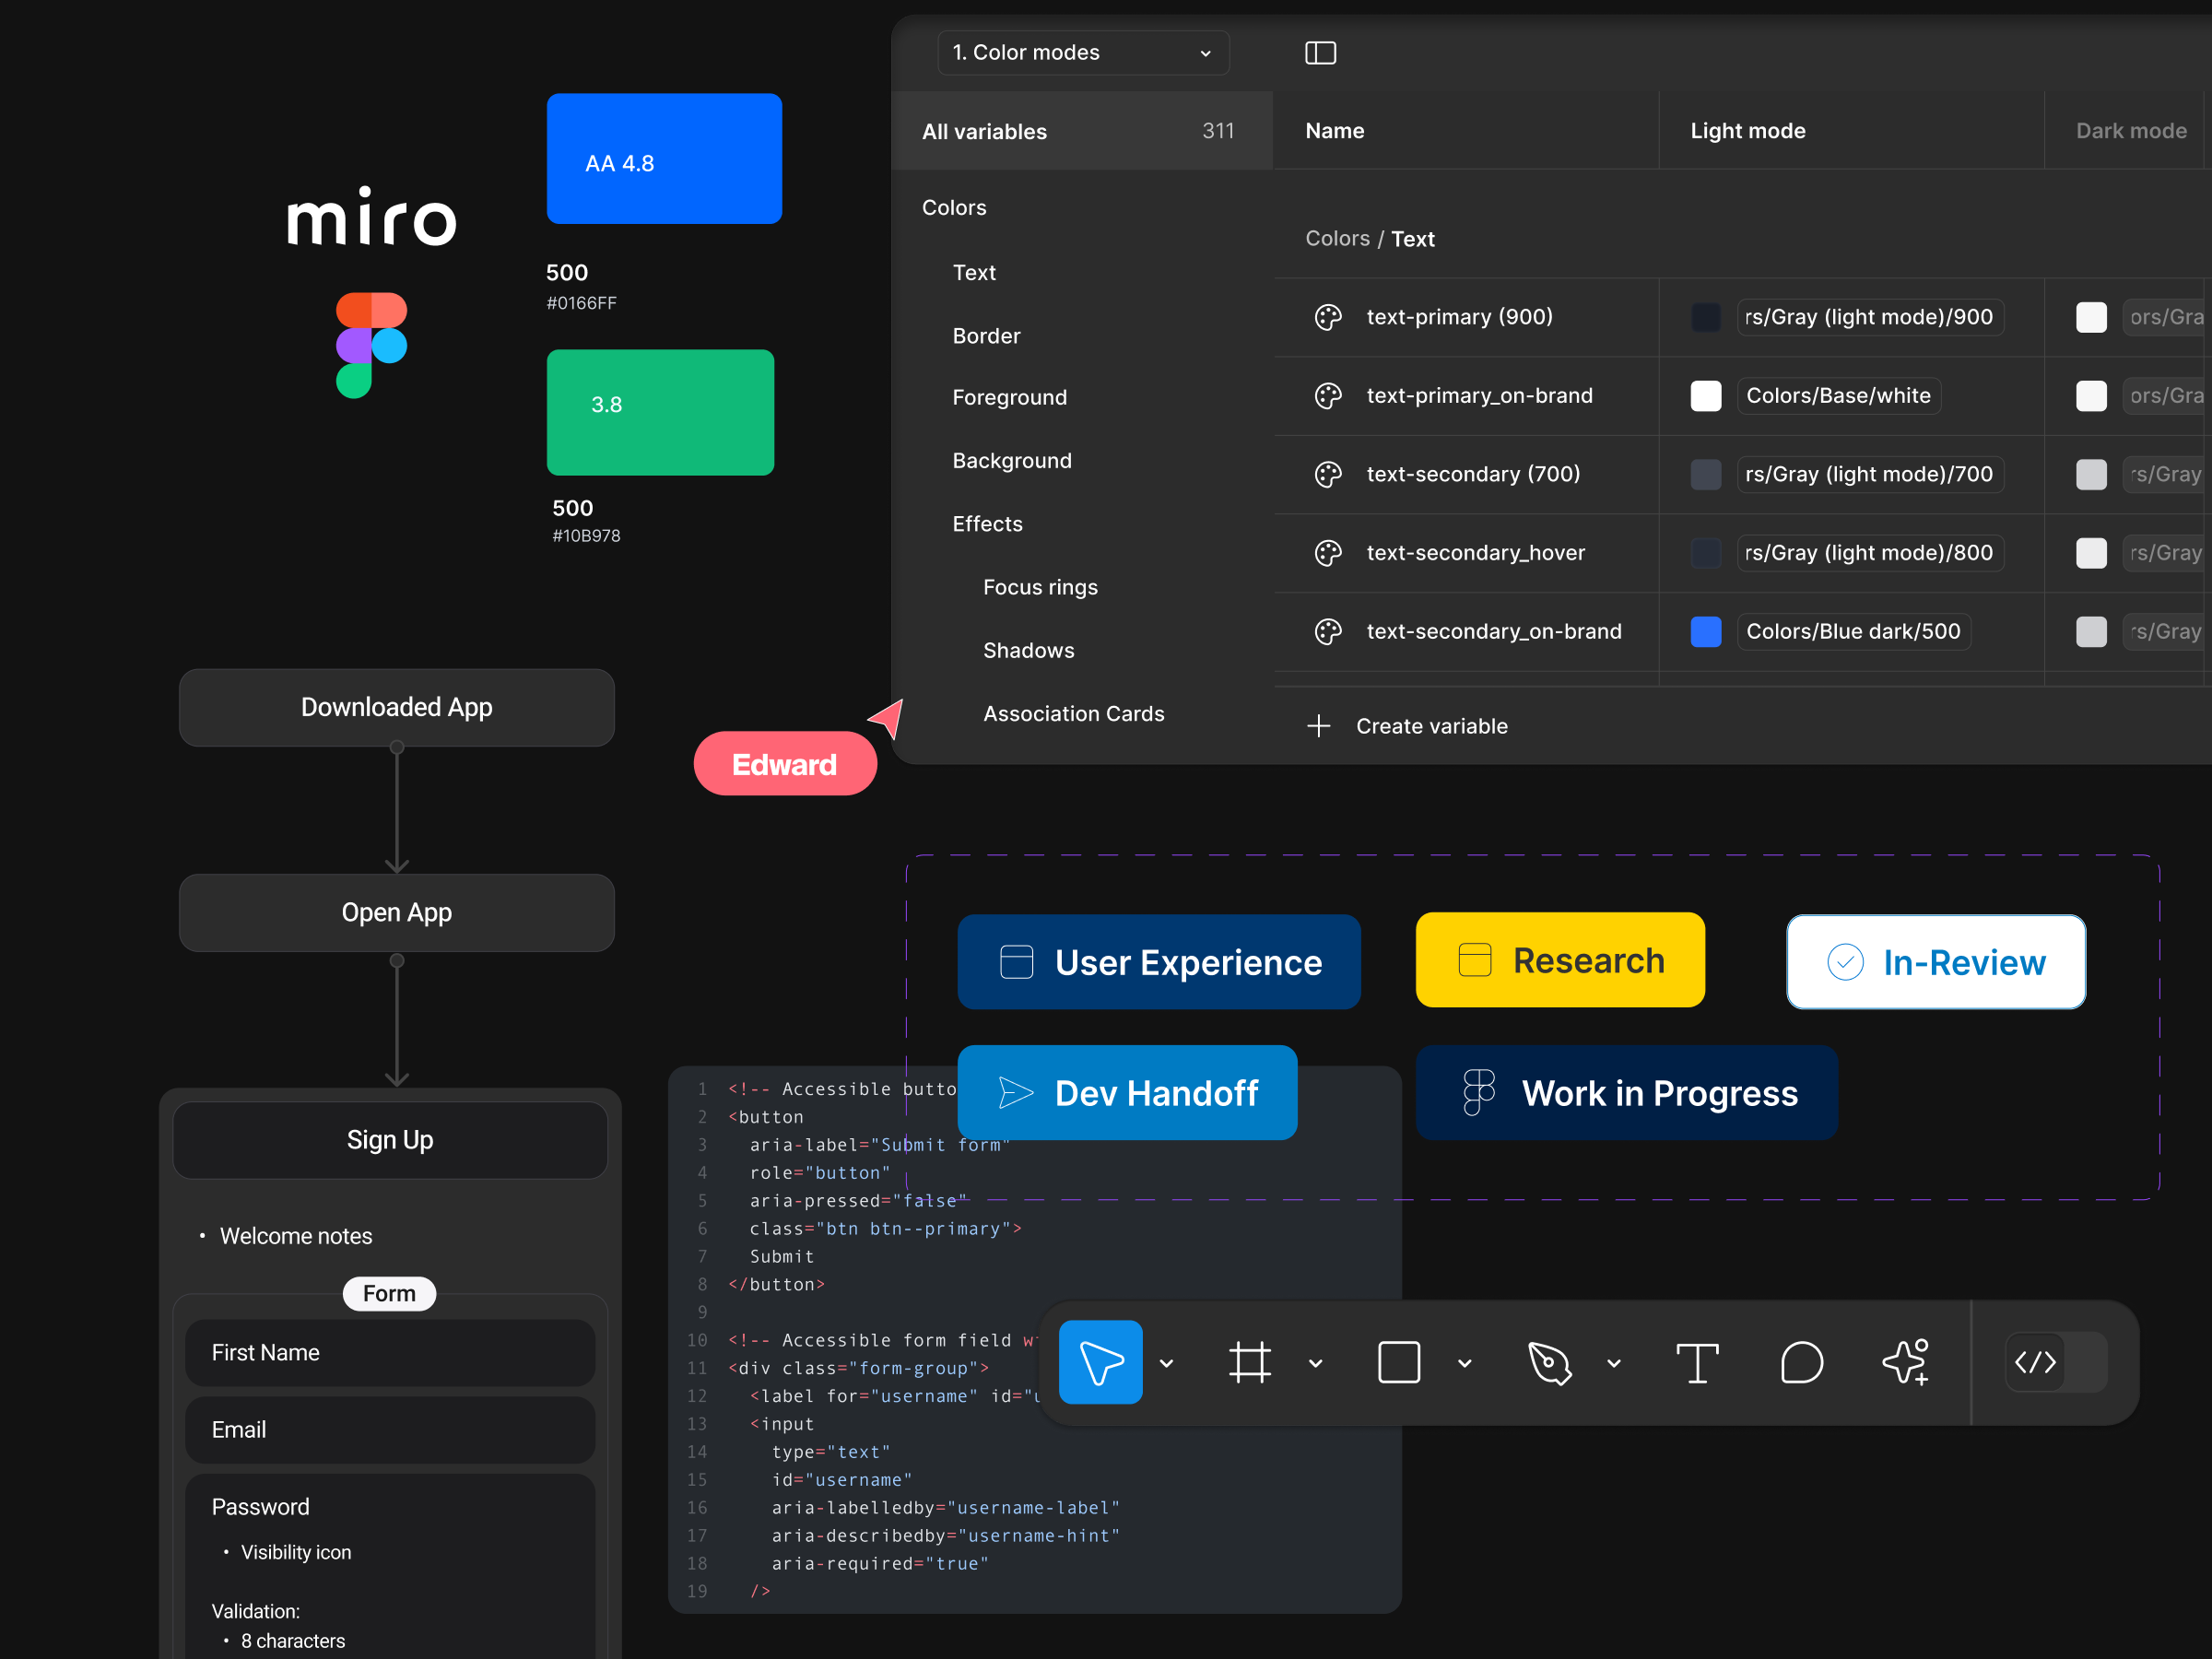 miro
AA 4.8
500
#0166FF
3.8
500
#10B978
1. Color modes
All variables 311
Colors
Text
Border
Foreground
Background
Effects
Focus rings
Shadows
Association Cards
Name Light mode Dark mode
Colors / Text
text-primary (900) rs/Gray (light mode)/900 ors/Gra
text-primary_on-brand Colors/Base/white ors/Gra
text-secondary (700) rs/Gray (light mode)/700 rs/Gray
text-secondary_hover rs/Gray (light mode)/800 rs/Gray
text-secondary_on-brand Colors/Blue dark/500 rs/Gray
Create variable
Edward
Downloaded App
Open App
Sign Up
• Welcome notes
Form
First Name
Email
Password
• Visibility icon
Validation:
• 8 characters
User Experience
Research
In-Review
Dev Handoff
Work in Progress
1 <!-- Accessible butto
2 <button
3 aria-label="Submit form"
4 role="button"
5 aria-pressed="false"
6 class="btn btn--primary">
7 Submit
8 </button>
9
10 <!-- Accessible form field
11 <div class="form-group">
12 <label for="username" id="
13 <input
14 type="text"
15 id="username"
16 aria-labelledby="username-label"
17 aria-describedby="username-hint"
18 aria-required="true"
19 />